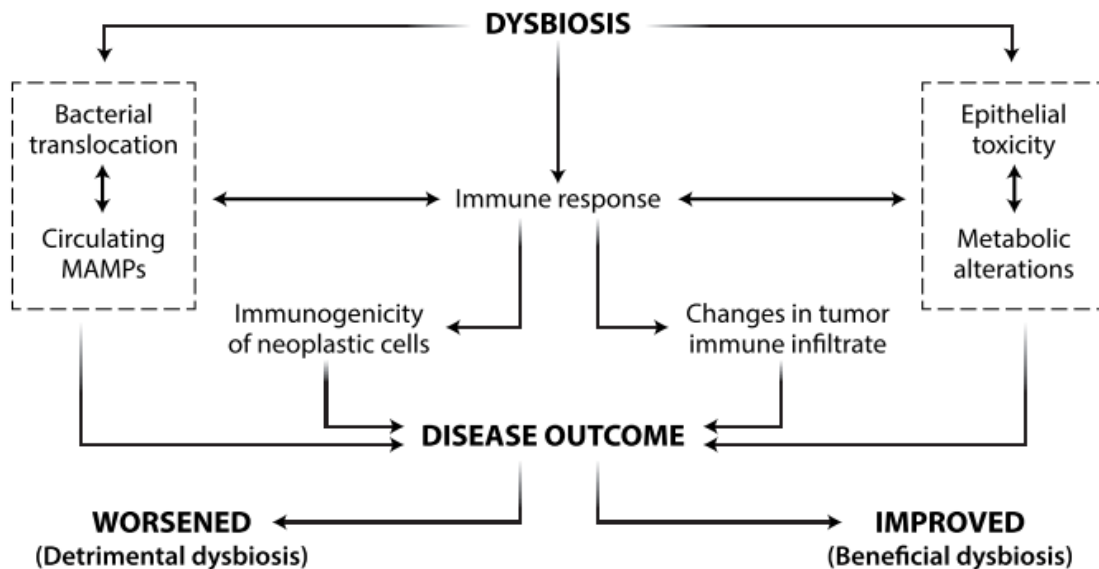 DYSBIOSIS
Bacterial
translocation
Circulating
MAMPs
Immune response
Epithelial
toxicity
Metabolic
alterations
Immunogenicity
of neoplastic cells
Changes in tumor
immune infiltrate
DISEASE OUTCOME
WORSENED
(Detrimental dysbiosis)
IMPROVED
(Beneficial dysbiosis)